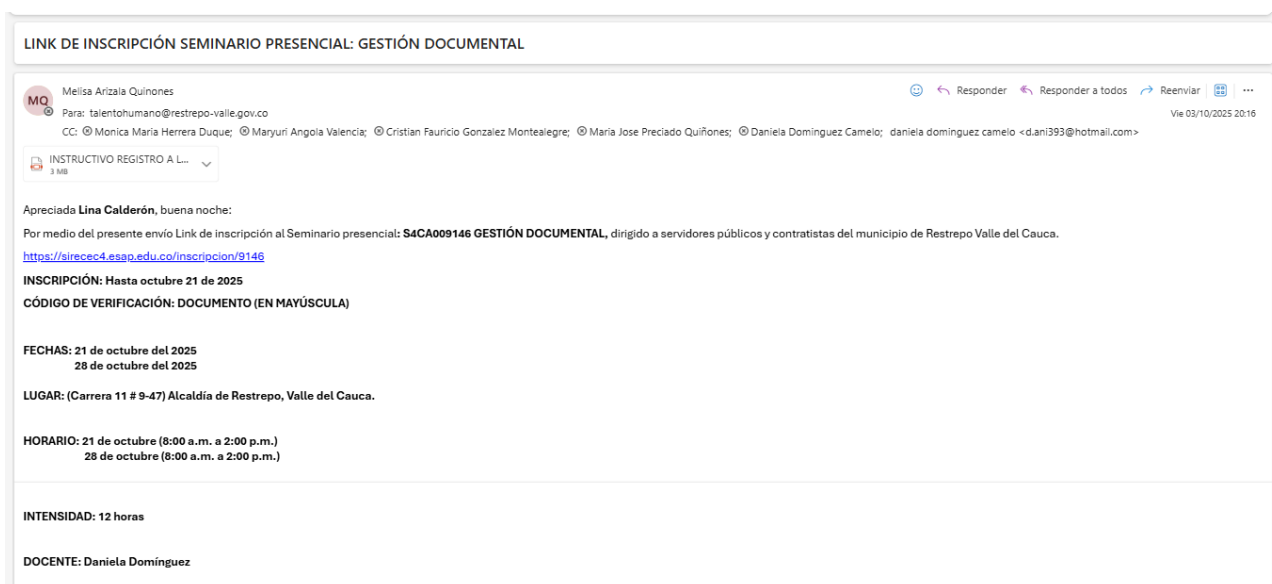 LINK DE INSCRIPCIÓN SEMINARIO PRESENCIAL: GESTIÓN DOCUMENTAL
MQ
Melisa Arizala Quinones
Responder
Responder a todos
Reenviar
Para: talentohumano@restrepo-valle.gov.co
Vie 03/10/2025 20:16
CC: Monica Maria Herrera Duque; Maryuri Angola Valencia; Cristian Fauricio Gonzalez Montealegre; Maria Jose Preciado Quiñones; Daniela Dominguez Camelo; daniela dominguez camelo <d.ani393@hotmail.com>
INSTRUCTIVO REGISTRO A L...
3 MB
Apreciada Lina Calderón, buena noche:
Por medio del presente envío Link de inscripción al Seminario presencial: S4CA009146 GESTIÓN DOCUMENTAL, dirigido a servidores públicos y contratistas del municipio de Restrepo Valle del Cauca.
https://sirecec4.esap.edu.co/inscripcion/9146
INSCRIPCIÓN: Hasta octubre 21 de 2025
CÓDIGO DE VERIFICACIÓN: DOCUMENTO (EN MAYÚSCULA)
FECHAS: 21 de octubre del 2025
28 de octubre del 2025
LUGAR: (Carrera 11 # 9-47) Alcaldía de Restrepo, Valle del Cauca.
HORARIO: 21 de octubre (8:00 a.m. a 2:00 p.m.)
28 de octubre (8:00 a.m. a 2:00 p.m.)
INTENSIDAD: 12 horas
DOCENTE: Daniela Domínguez